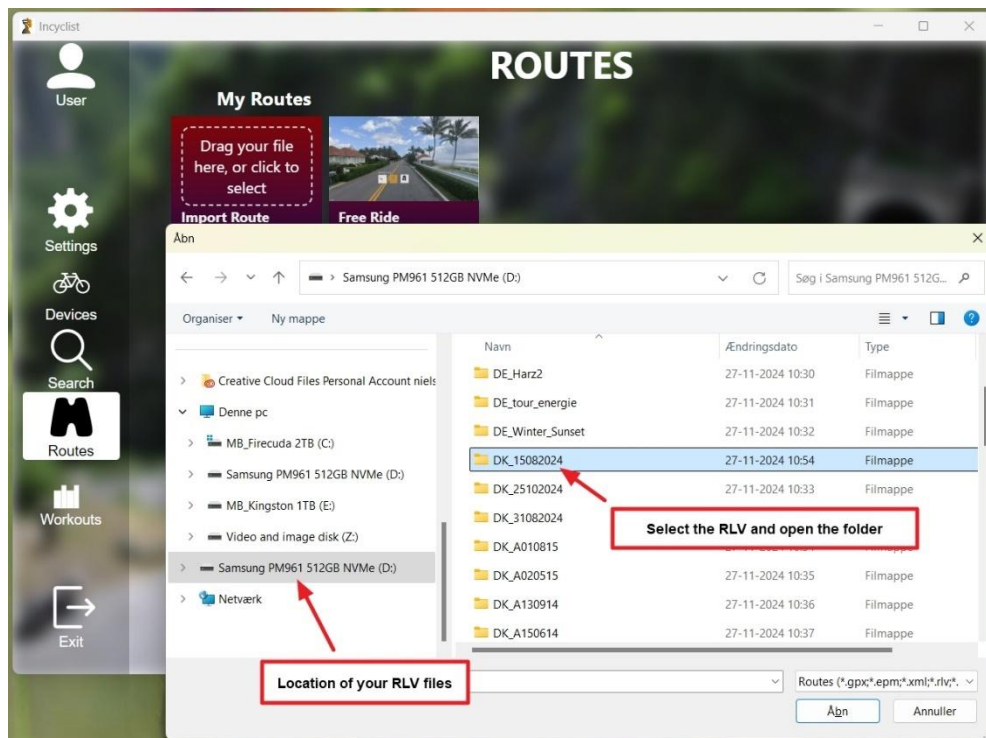 Incyclist
ROUTES
User
Settings
Devices
Search
Routes
Workouts
Exit
My Routes
Drag your file
here, or click to
select
Import Route
Free Ride
Åbn
Samsung PM961 512GB NVMe (D:)
Søg i Samsung PM961 512G...
Organiser
Ny mappe
Creative Cloud Files Personal Account niels
Denne pc
MB_Firecuda 2TB (C:)
Samsung PM961 512GB NVMe (D:)
MB_Kingston 1TB (E:)
Video and image disk (Z:)
Samsung PM961 512GB NVMe (D:)
Netværk
Navn Ændringsdato Type
DE_Harz2 27-11-2024 10:30 Filmappe
DE_tour_energie 27-11-2024 10:31 Filmappe
DE_Winter_Sunset 27-11-2024 10:32 Filmappe
DK_15082024 27-11-2024 10:54 Filmappe
DK_25102024 27-11-2024 10:33 Filmappe
DK_31082024
DK_A010815
DK_A020515 27-11-2024 10:35 Filmappe
DK_A130914 27-11-2024 10:36 Filmappe
DK_A150614 27-11-2024 10:37 Filmappe
Select the RLV and open the folder
Location of your RLV files
Routes (*.gpx;*.epm;*.xml;*.rlv;*.
Åbn
Annuller